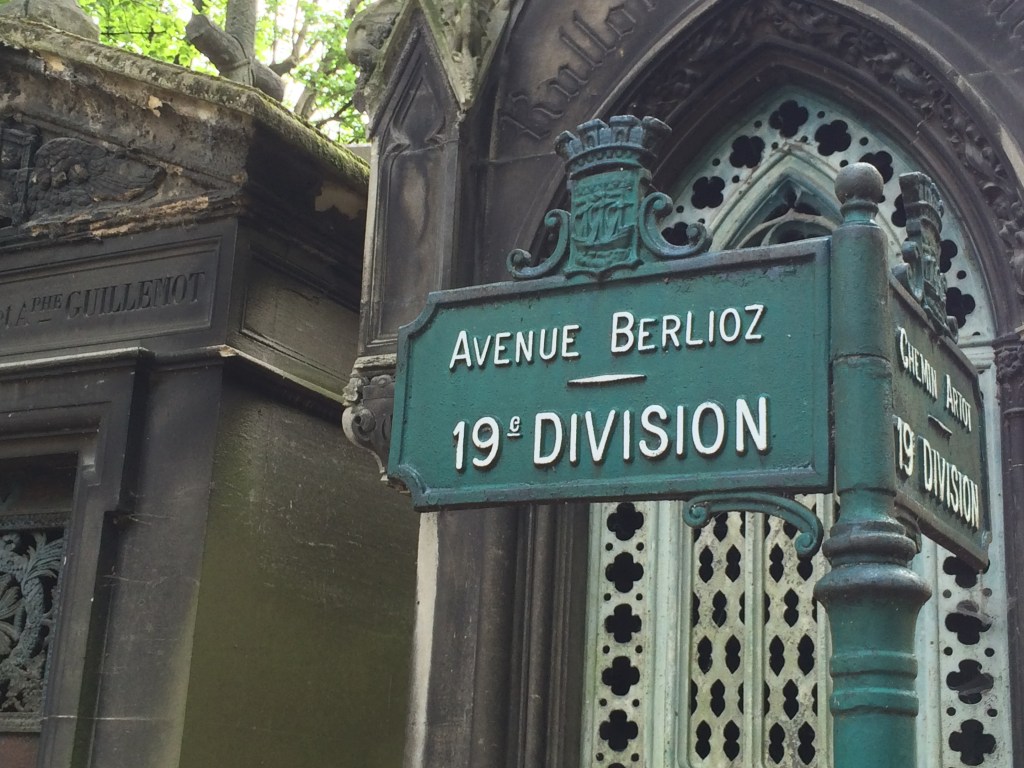 GUILLEMOT
AVENUE BERLIOZ
19e DIVISION
CHEMIN ARTOT
19e DIVISION